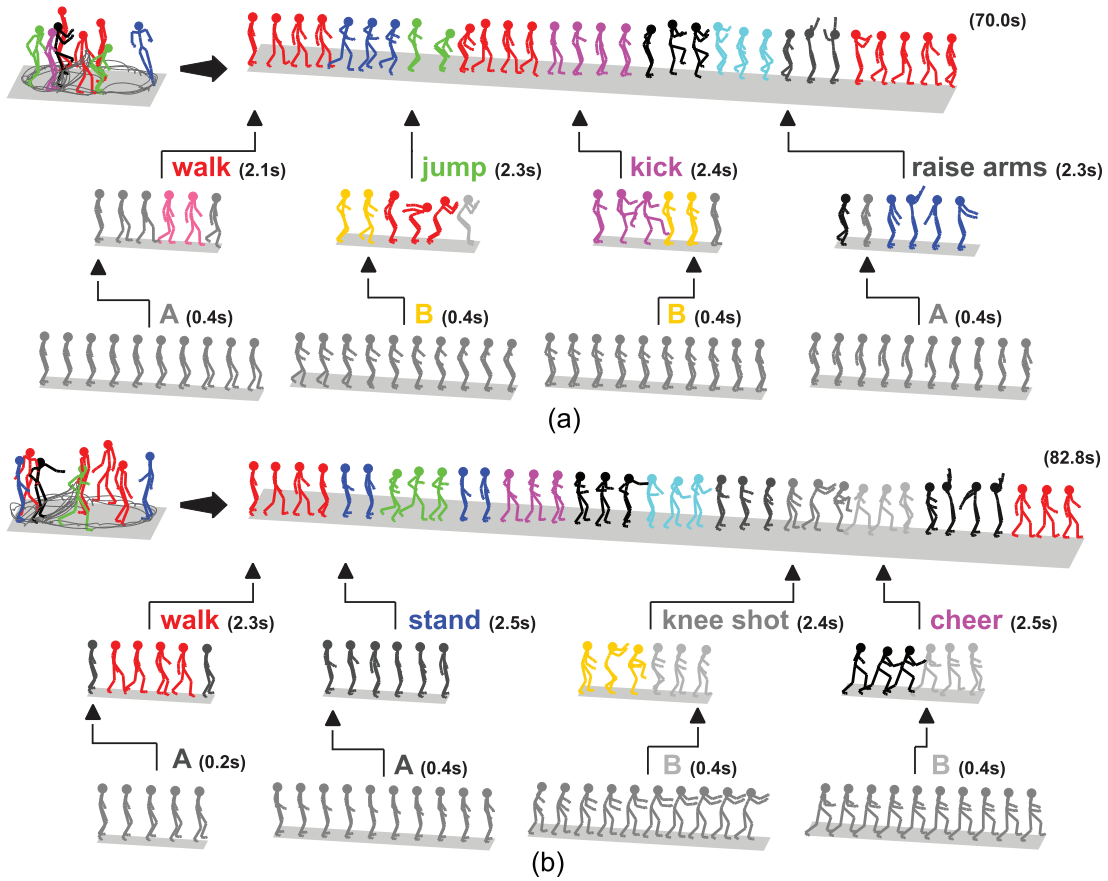 (70.0s)
walk (2.1s) jump (2.3s) kick (2.4s) raise arms (2.3s)
A (0.4s) B (0.4s) B (0.4s) A (0.4s)
(a)
(82.8s)
walk (2.3s) stand (2.5s) knee shot (2.4s) cheer (2.5s)
A (0.2s) A (0.4s) B (0.4s) B (0.4s)
(b)